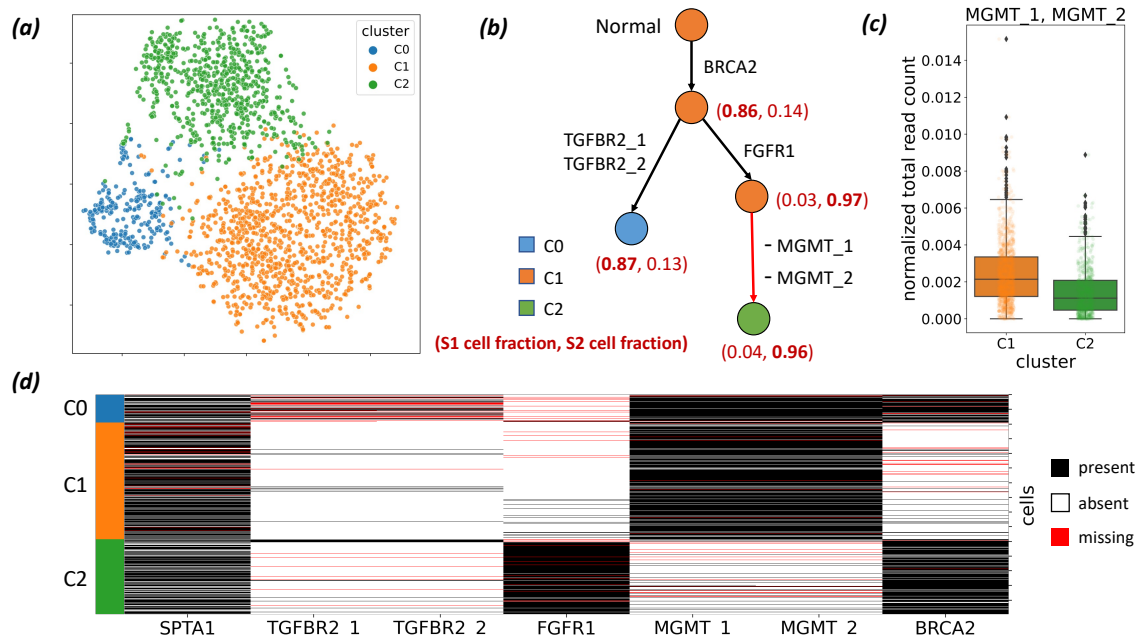 (a)
cluster
C0
C1
C2
(b)
Normal
BRCA2
(0.86, 0.14)
TGFBR2_1
TGFBR2_2
FGFR1
(0.03, 0.97)
C0
C1
C2
(0.87, 0.13)
- MGMT_1
- MGMT_2
(S1 cell fraction, S2 cell fraction)
(0.04, 0.96)
(c)
MGMT_1, MGMT_2
normalized total read count
0.014
0.012
0.010
0.008
0.006
0.004
0.002
0.000
C1
C2
cluster
(d)
C0
C1
C2
cells
present
absent
missing
SPTA1
TGFBR2_1
TGFBR2_2
FGFR1
MGMT_1
MGMT_2
BRCA2